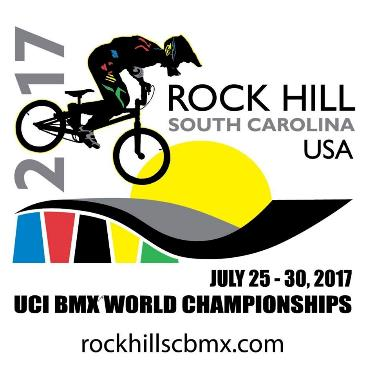 2017
ROCK HILL
SOUTH CAROLINA
USA
JULY 25 - 30, 2017
UCI BMX WORLD CHAMPIONSHIPS
rockhillscbmx.com